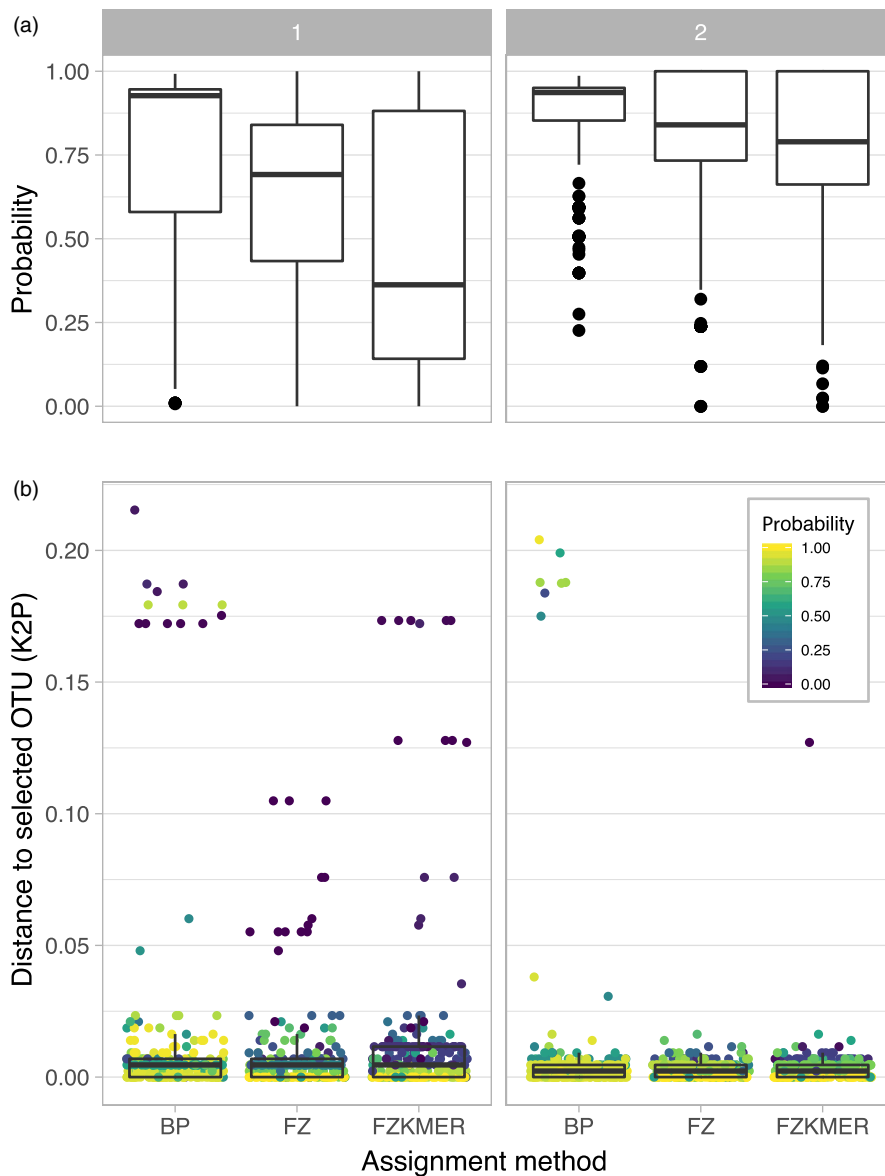 (a)
1 2
1.00
0.75
0.50
0.25
0.00
Probability
(b)
0.20
0.15
0.10
0.05
0.00
Distance to selected OTU (K2P)
Probability
1.00
0.75
0.50
0.25
0.00
BP FZ FZKMER BP FZ FZKMER
Assignment method